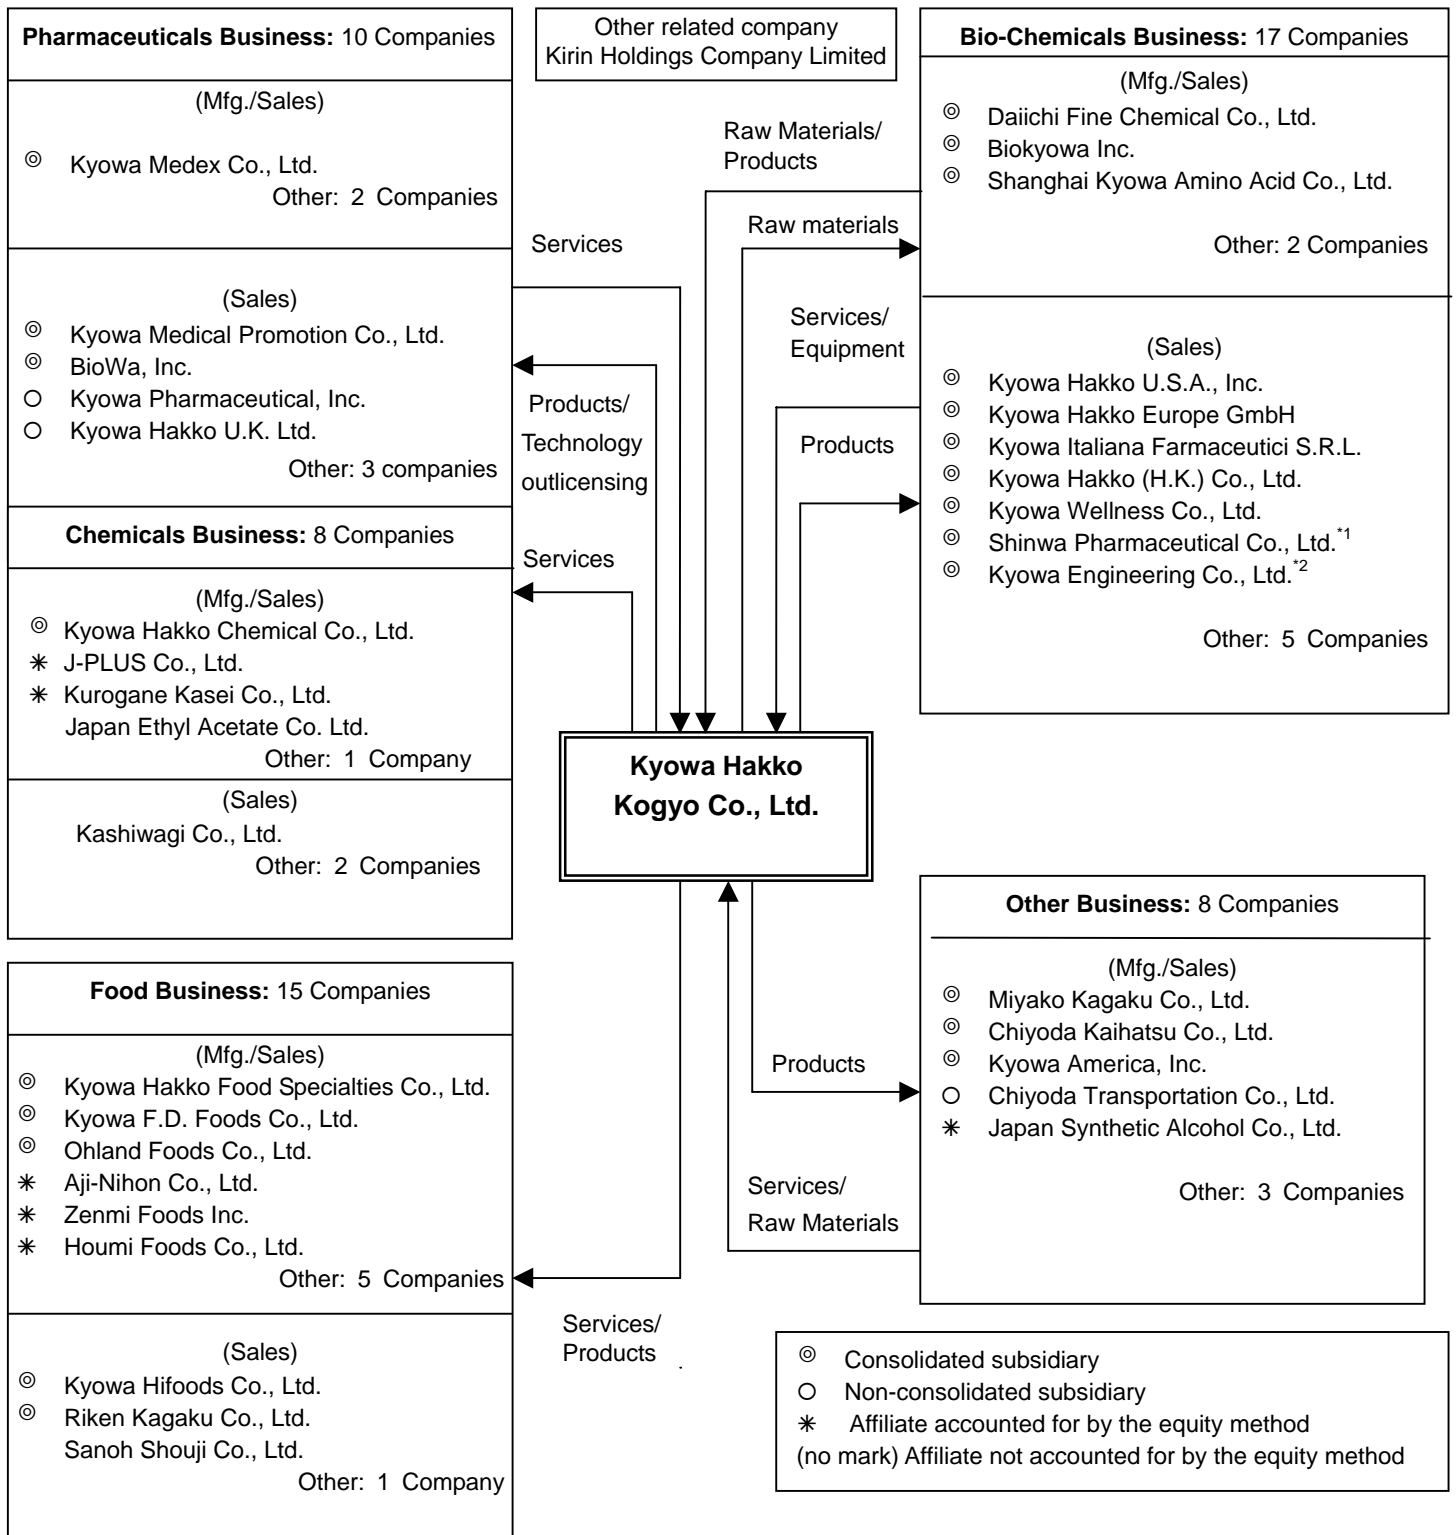 Pharmaceuticals Business: 10 Companies
(Mfg./Sales)
◎ Kyowa Medex Co., Ltd.
Other: 2 Companies
(Sales)
◎ Kyowa Medical Promotion Co., Ltd.
◎ BioWa, Inc.
○ Kyowa Pharmaceutical, Inc.
○ Kyowa Hakko U.K. Ltd.
Other: 3 companies
Chemicals Business: 8 Companies
(Mfg./Sales)
◎ Kyowa Hakko Chemical Co., Ltd.
✳ J-PLUS Co., Ltd.
✳ Kurogane Kasei Co., Ltd.
Japan Ethyl Acetate Co. Ltd.
Other: 1 Company
(Sales)
Kashiwagi Co., Ltd.
Other: 2 Companies
Food Business: 15 Companies
(Mfg./Sales)
◎ Kyowa Hakko Food Specialties Co., Ltd.
◎ Kyowa F.D. Foods Co., Ltd.
◎ Ohland Foods Co., Ltd.
✳ Aji-Nihon Co., Ltd.
✳ Zenmi Foods Inc.
✳ Houmi Foods Co., Ltd.
Other: 5 Companies
(Sales)
◎ Kyowa Hifoods Co., Ltd.
◎ Riken Kagaku Co., Ltd.
Sanoh Shouji Co., Ltd.
Other: 1 Company
Other related company
Kirin Holdings Company Limited
Raw Materials/
Products
Raw materials
Services
Services/
Equipment
Products/
Technology
outlicensing
Products
Services
Kyowa Hakko
Kogyo Co., Ltd.
Products
Services/
Raw Materials
Services/
Products
Bio-Chemicals Business: 17 Companies
(Mfg./Sales)
◎ Daiichi Fine Chemical Co., Ltd.
◎ Biokyowa Inc.
◎ Shanghai Kyowa Amino Acid Co., Ltd.
Other: 2 Companies
(Sales)
◎ Kyowa Hakko U.S.A., Inc.
◎ Kyowa Hakko Europe GmbH
◎ Kyowa Italiana Farmaceutici S.R.L.
◎ Kyowa Hakko (H.K.) Co., Ltd.
◎ Kyowa Wellness Co., Ltd.
◎ Shinwa Pharmaceutical Co., Ltd.*1
◎ Kyowa Engineering Co., Ltd.*2
Other: 5 Companies
Other Business: 8 Companies
(Mfg./Sales)
◎ Miyako Kagaku Co., Ltd.
◎ Chiyoda Kaihatsu Co., Ltd.
◎ Kyowa America, Inc.
○ Chiyoda Transportation Co., Ltd.
✳ Japan Synthetic Alcohol Co., Ltd.
Other: 3 Companies
◎ Consolidated subsidiary
○ Non-consolidated subsidiary
✳ Affiliate accounted for by the equity method
(no mark) Affiliate not accounted for by the equity method